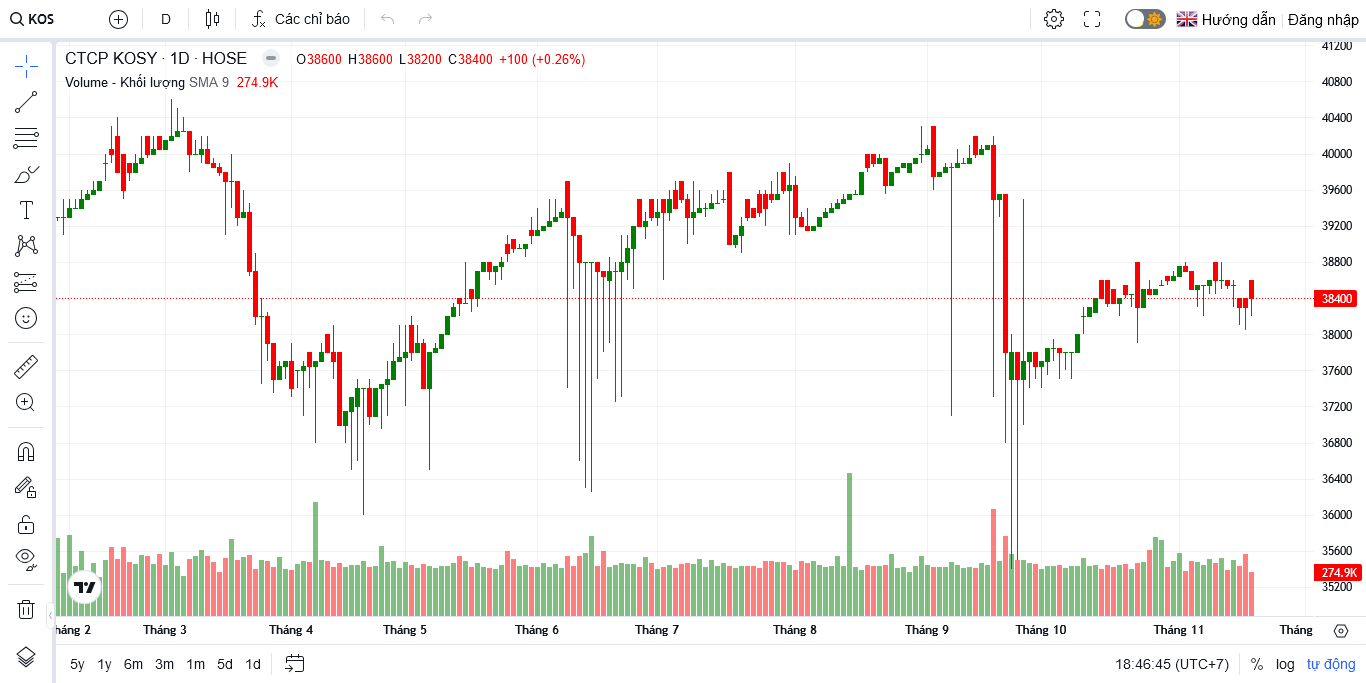 KOS D Các chỉ báo Hướng dẫn Đăng nhập
CTCP KOSY · 1D · HOSE O38600 H38600 L38200 C38400 +100 (+0.26%)
Volume - Khối lượng SMA 9 274.9K
41200
40800
40400
40000
39600
39200
38800
38400
38000
37600
37200
36800
36400
36000
35600
274.9K
35200
háng 2 Tháng 3 Tháng 4 Tháng 5 Tháng 6 Tháng 7 Tháng 8 Tháng 9 Tháng 10 Tháng 11 Tháng
5y 1y 6m 3m 1m 5d 1d 18:46:45 (UTC+7) % log tự động